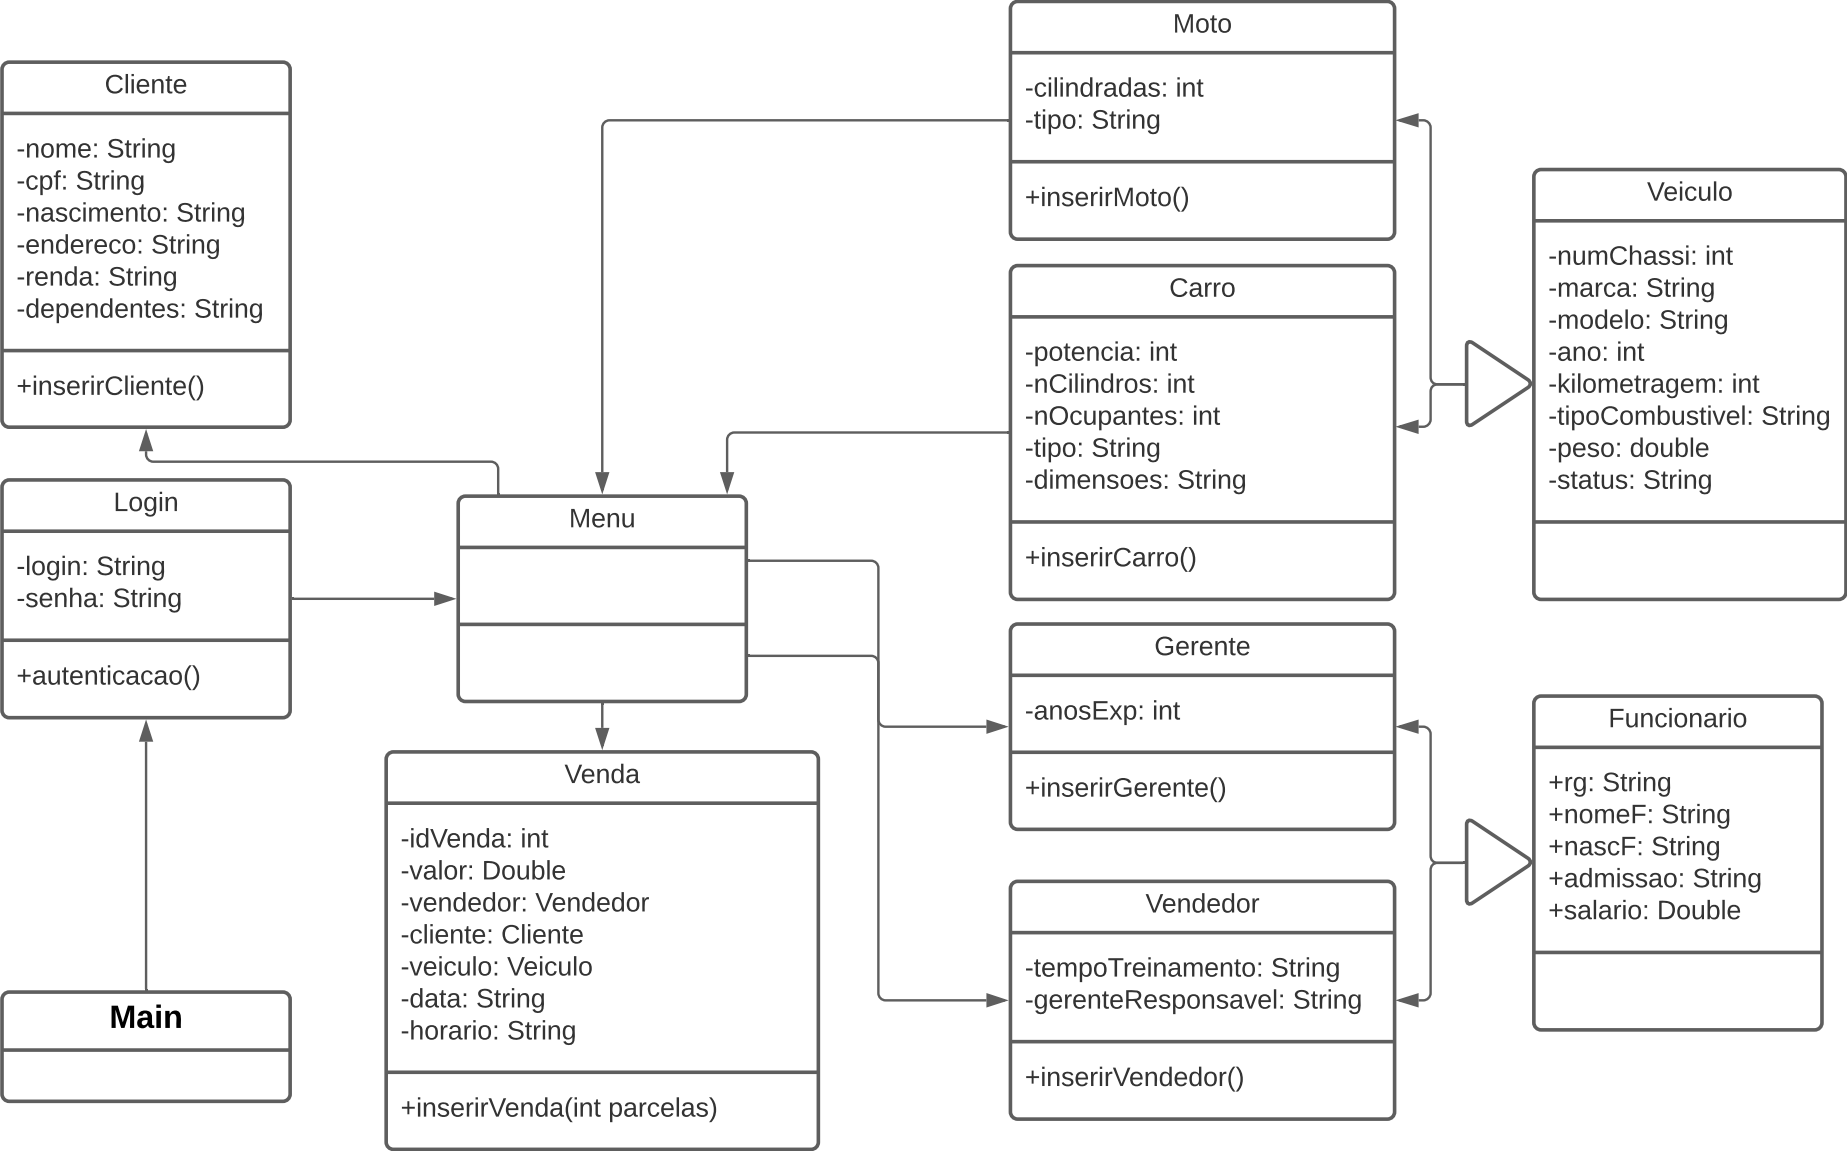 Cliente
-nome: String
-cpf: String
-nascimento: String
-endereco: String
-renda: String
-dependentes: String
+inserirCliente()
Login
-login: String
-senha: String
+autenticacao()
Main
Menu
Venda
-idVenda: int
-valor: Double
-vendedor: Vendedor
-cliente: Cliente
-veiculo: Veiculo
-data: String
-horario: String
+inserirVenda(int parcelas)
Moto
-cilindradas: int
-tipo: String
+inserirMoto()
Carro
-potencia: int
-nCilindros: int
-nOcupantes: int
-tipo: String
-dimensoes: String
+inserirCarro()
Gerente
-anosExp: int
+inserirGerente()
Vendedor
-tempoTreinamento: String
-gerenteResponsavel: String
+inserirVendedor()
Veiculo
-numChassi: int
-marca: String
-modelo: String
-ano: int
-kilometragem: int
-tipoCombustivel: String
-peso: double
-status: String
Funcionario
+rg: String
+nomeF: String
+nascF: String
+admissao: String
+salario: Double